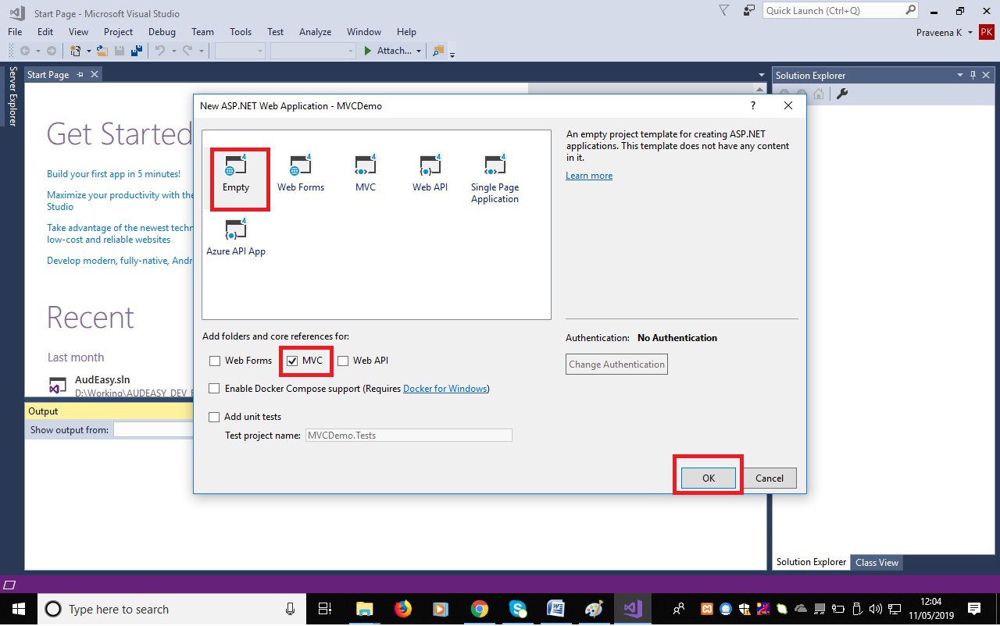 Start Page - Microsoft Visual Studio
Quick Launch (Ctrl+Q)
File Edit View Project Debug Team Tools Test Analyze Window Help
Praveena K
PK
Attach...
Server Explorer
Start Page
Solution Explorer
Get Started
Build your first app in 5 minutes!
Maximize your productivity with the
Studio
Take advantage of the newest techn
low-cost and reliable websites
Develop modern, fully-native, Andr
Recent
Last month
AudEasy.sln
D:\Working\AUDEASY_DEV_
Output
Show output from:
New ASP.NET Web Application - MVCDemo
?
4
Empty
4
Web Forms
4
MVC
4
Web API
4
Single Page
Application
4
Azure API App
An empty project template for creating ASP.NET
applications. This template does not have any content
in it.
Learn more
Add folders and core references for:
Web Forms MVC Web API
Enable Docker Compose support (Requires Docker for Windows)
Add unit tests
Test project name: MVCDemo.Tests
Authentication: No Authentication
Change Authentication
OK Cancel
Solution Explorer Class View
Type here to search
12:04
11/05/2019